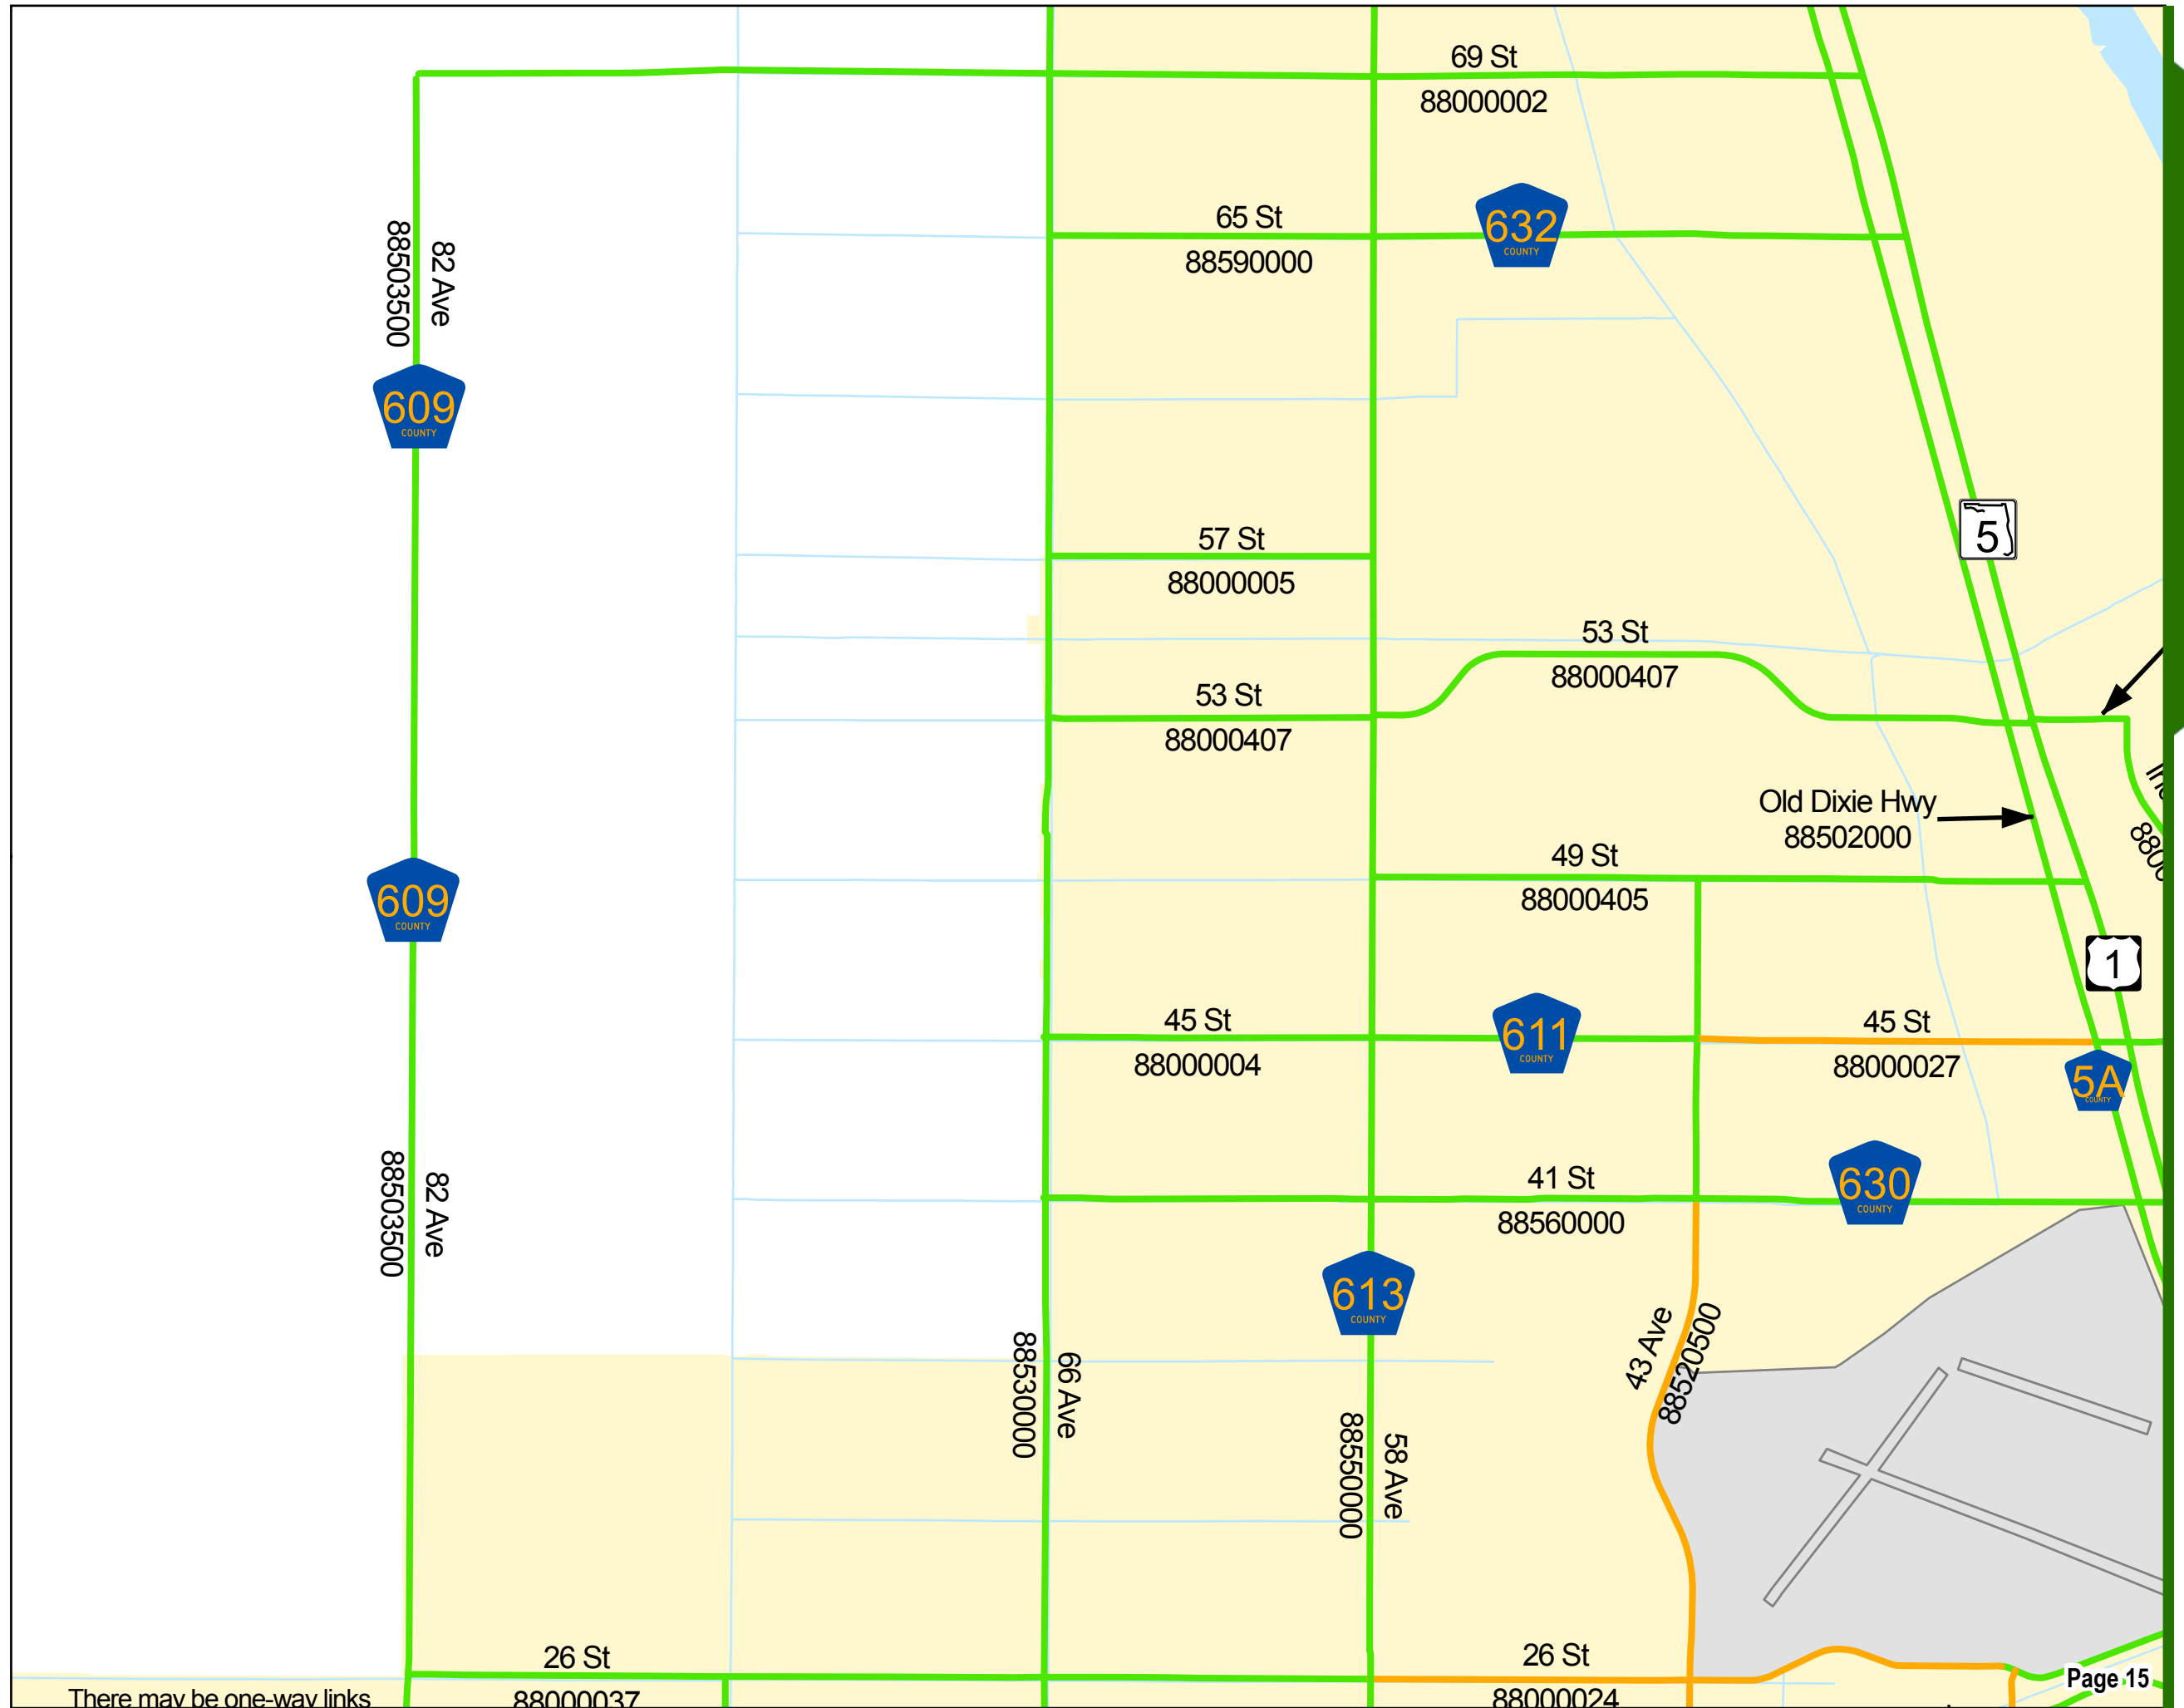 69 St
88000002
65 St
88590000
632
COUNTY
82 Ave
88503500
609
COUNTY
57 St
88000005
5
53 St
88000407
53 St
88000407
Old Dixie Hwy
88502000
49 St
88000405
609
COUNTY
1
45 St
88000004
611
COUNTY
45 St
88000027
5A
COUNTY
41 St
88560000
630
COUNTY
82 Ave
88503500
613
COUNTY
66 Ave
88530000
58 Ave
88550000
43 Ave
88520500
26 St
88000037
26 St
88000024
Page 15
There may be one-way links